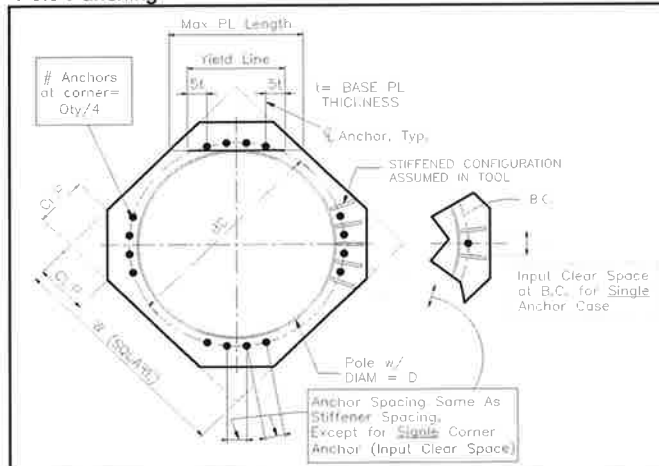 Max PL Length
Yield Line
5t
5t
# Anchors
at corner=
Qty/4
t= BASE PL
THICKNESS
℄ Anchor, Typ.
STIFFENED CONFIGURATION
ASSUMED IN TOOL
B.C.
BC
Input Clear Space
at B.C. for Single
Anchor Case
W (SQUARE)
Pole w/
DIAM = D
Anchor Spacing Same As
Stiffener Spacing,
Except for Signle Corner
Anchor (Input Clear Space)